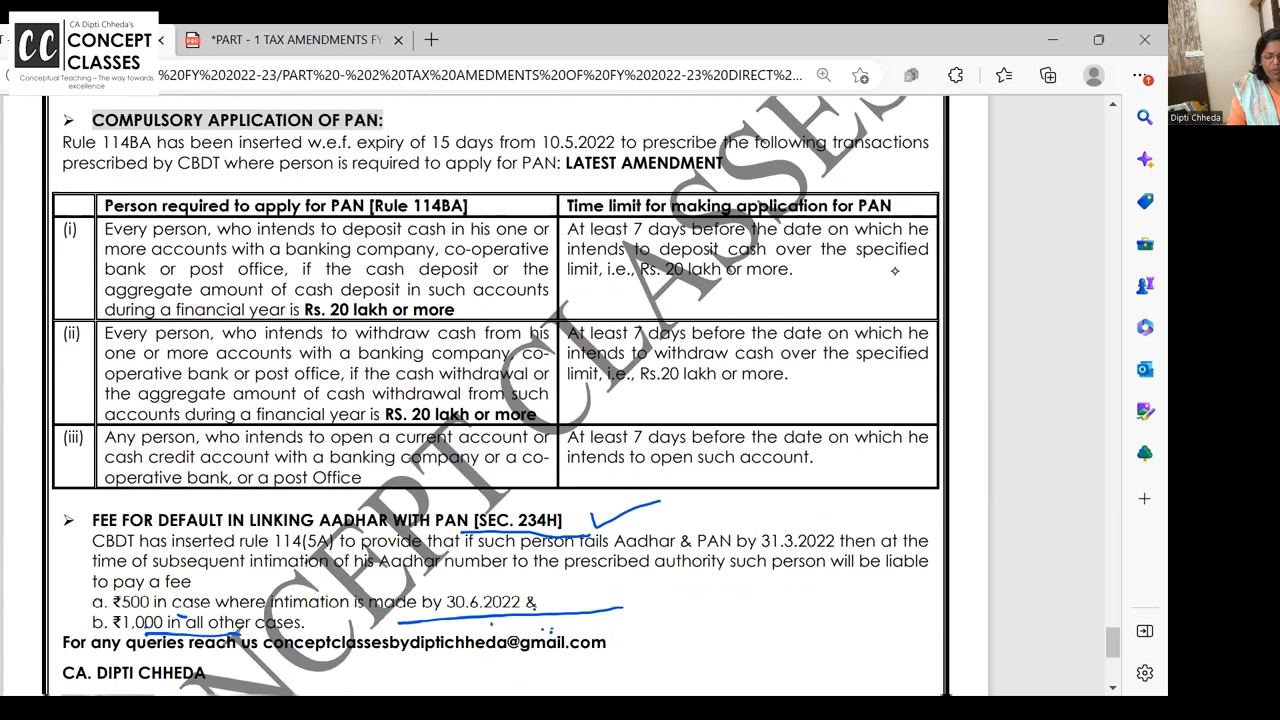 CA Dipti Chheda's
CC CONCEPT
CLASSES
Conceptual Teaching – The way towards
excellence
*PART - 1 TAX AMENDMENTS FY
%20FY%202022-23/PART%20-%202%20TAX%20AMEDMENTS%20OF%20FY%202022-23%20DIRECT%2...
Dipti Chheda
CONCEPT CLASSES
➢ COMPULSORY APPLICATION OF PAN:
Rule 114BA has been inserted w.e.f. expiry of 15 days from 10.5.2022 to prescribe the following transactions
prescribed by CBDT where person is required to apply for PAN: LATEST AMENDMENT
Person required to apply for PAN [Rule 114BA] Time limit for making application for PAN
(i) Every person, who intends to deposit cash in his one or At least 7 days before the date on which he
more accounts with a banking company, co-operative intends to deposit cash over the specified
bank or post office, if the cash deposit or the limit, i.e., Rs. 20 lakh or more.
aggregate amount of cash deposit in such accounts
during a financial year is Rs. 20 lakh or more
(ii) Every person, who intends to withdraw cash from his At least 7 days before the date on which he
one or more accounts with a banking company, co- intends to withdraw cash over the specified
operative bank or post office, if the cash withdrawal or limit, i.e., Rs.20 lakh or more.
the aggregate amount of cash withdrawal from such
accounts during a financial year is RS. 20 lakh or more
(iii) Any person, who intends to open a current account or At least 7 days before the date on which he
cash credit account with a banking company or a co- intends to open such account.
operative bank, or a post Office
➢ FEE FOR DEFAULT IN LINKING AADHAR WITH PAN [SEC. 234H]
CBDT has inserted rule 114(5A) to provide that if such person fails Aadhar & PAN by 31.3.2022 then at the
time of subsequent intimation of his Aadhar number to the prescribed authority such person will be liable
to pay a fee
a. ₹500 in case where intimation is made by 30.6.2022 &
b. ₹1,000 in all other cases.
For any queries reach us conceptclassesbydiptichheda@gmail.com
CA. DIPTI CHHEDA